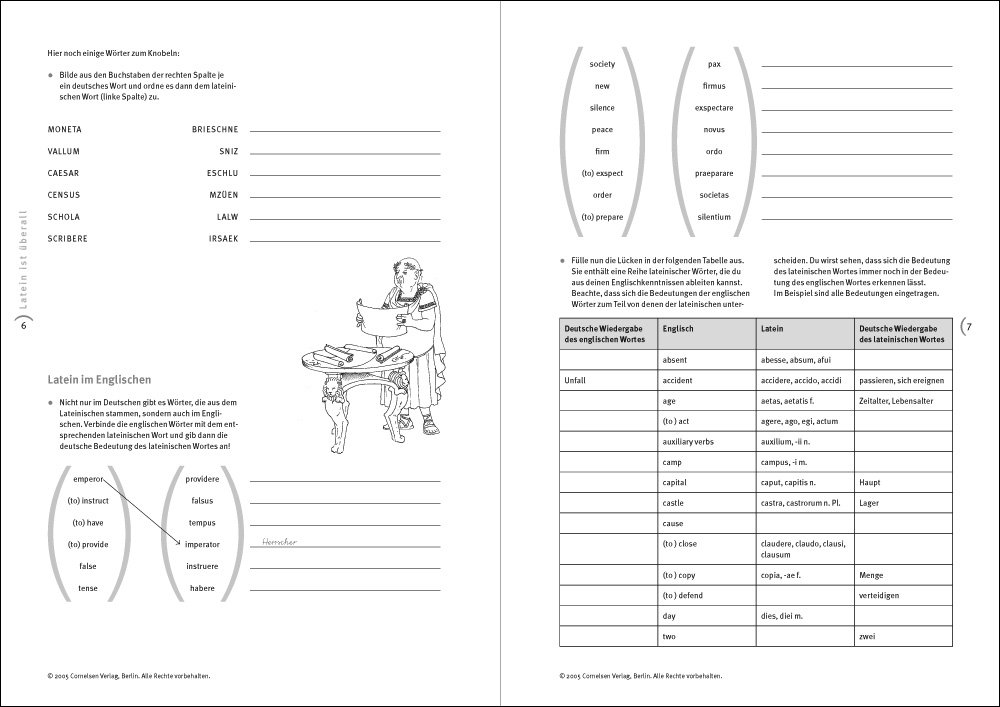 Hier noch einige Wörter zum Knobeln:
Bilde aus den Buchstaben der rechten Spalte je
ein deutsches Wort und ordne es dann dem lateini-
schen Wort (linke Spalte) zu.
MONETA BRIESCHNE
VALLUM SNIZ
CAESAR ESCHLU
CENSUS MZÜEN
SCHOLA LALW
SCRIBERE IRSAEK
Latein ist überall
6
Latein im Englischen
Nicht nur im Deutschen gibt es Wörter, die aus dem
Lateinischen stammen, sondern auch im Engli-
schen. Verbinde die englischen Wörter mit dem ent-
sprechenden lateinischen Wort und gib dann die
deutsche Bedeutung des lateinischen Wortes an!
emperor providere
(to) instruct falsus
(to) have tempus
(to) provide imperator Herrscher
false instruere
tense habere
© 2005 Cornelsen Verlag, Berlin. Alle Rechte vorbehalten.
society pax
new firmus
silence exspectare
peace novus
firm ordo
(to) exspect praeparare
order societas
(to) prepare silentium
Fülle nun die Lücken in der folgenden Tabelle aus.
Sie enthält eine Reihe lateinischer Wörter, die du
aus deinen Englischkenntnissen ableiten kannst.
Beachte, dass sich die Bedeutungen der englischen
Wörter zum Teil von denen der lateinischen unter-
scheiden. Du wirst sehen, dass sich die Bedeutung
des lateinischen Wortes immer noch in der Bedeu-
tung des englischen Wortes erkennen lässt.
Im Beispiel sind alle Bedeutungen eingetragen.
7
Deutsche Wiedergabe Englisch Latein Deutsche Wiedergabe
des englischen Wortes des lateinischen Wortes
absent abesse, absum, afui
Unfall accident accidere, accido, accidi passieren, sich ereignen
age aetas, aetatis f. Zeitalter, Lebensalter
(to ) act agere, ago, egi, actum
auxiliary verbs auxilium, -ii n.
camp campus, -i m.
capital caput, capitis n. Haupt
castle castra, castrorum n. Pl. Lager
cause
(to ) close claudere, claudo, clausi,
clausum
(to ) copy copia, -ae f. Menge
(to ) defend verteidigen
day dies, diei m.
two zwei
© 2005 Cornelsen Verlag, Berlin. Alle Rechte vorbehalten.